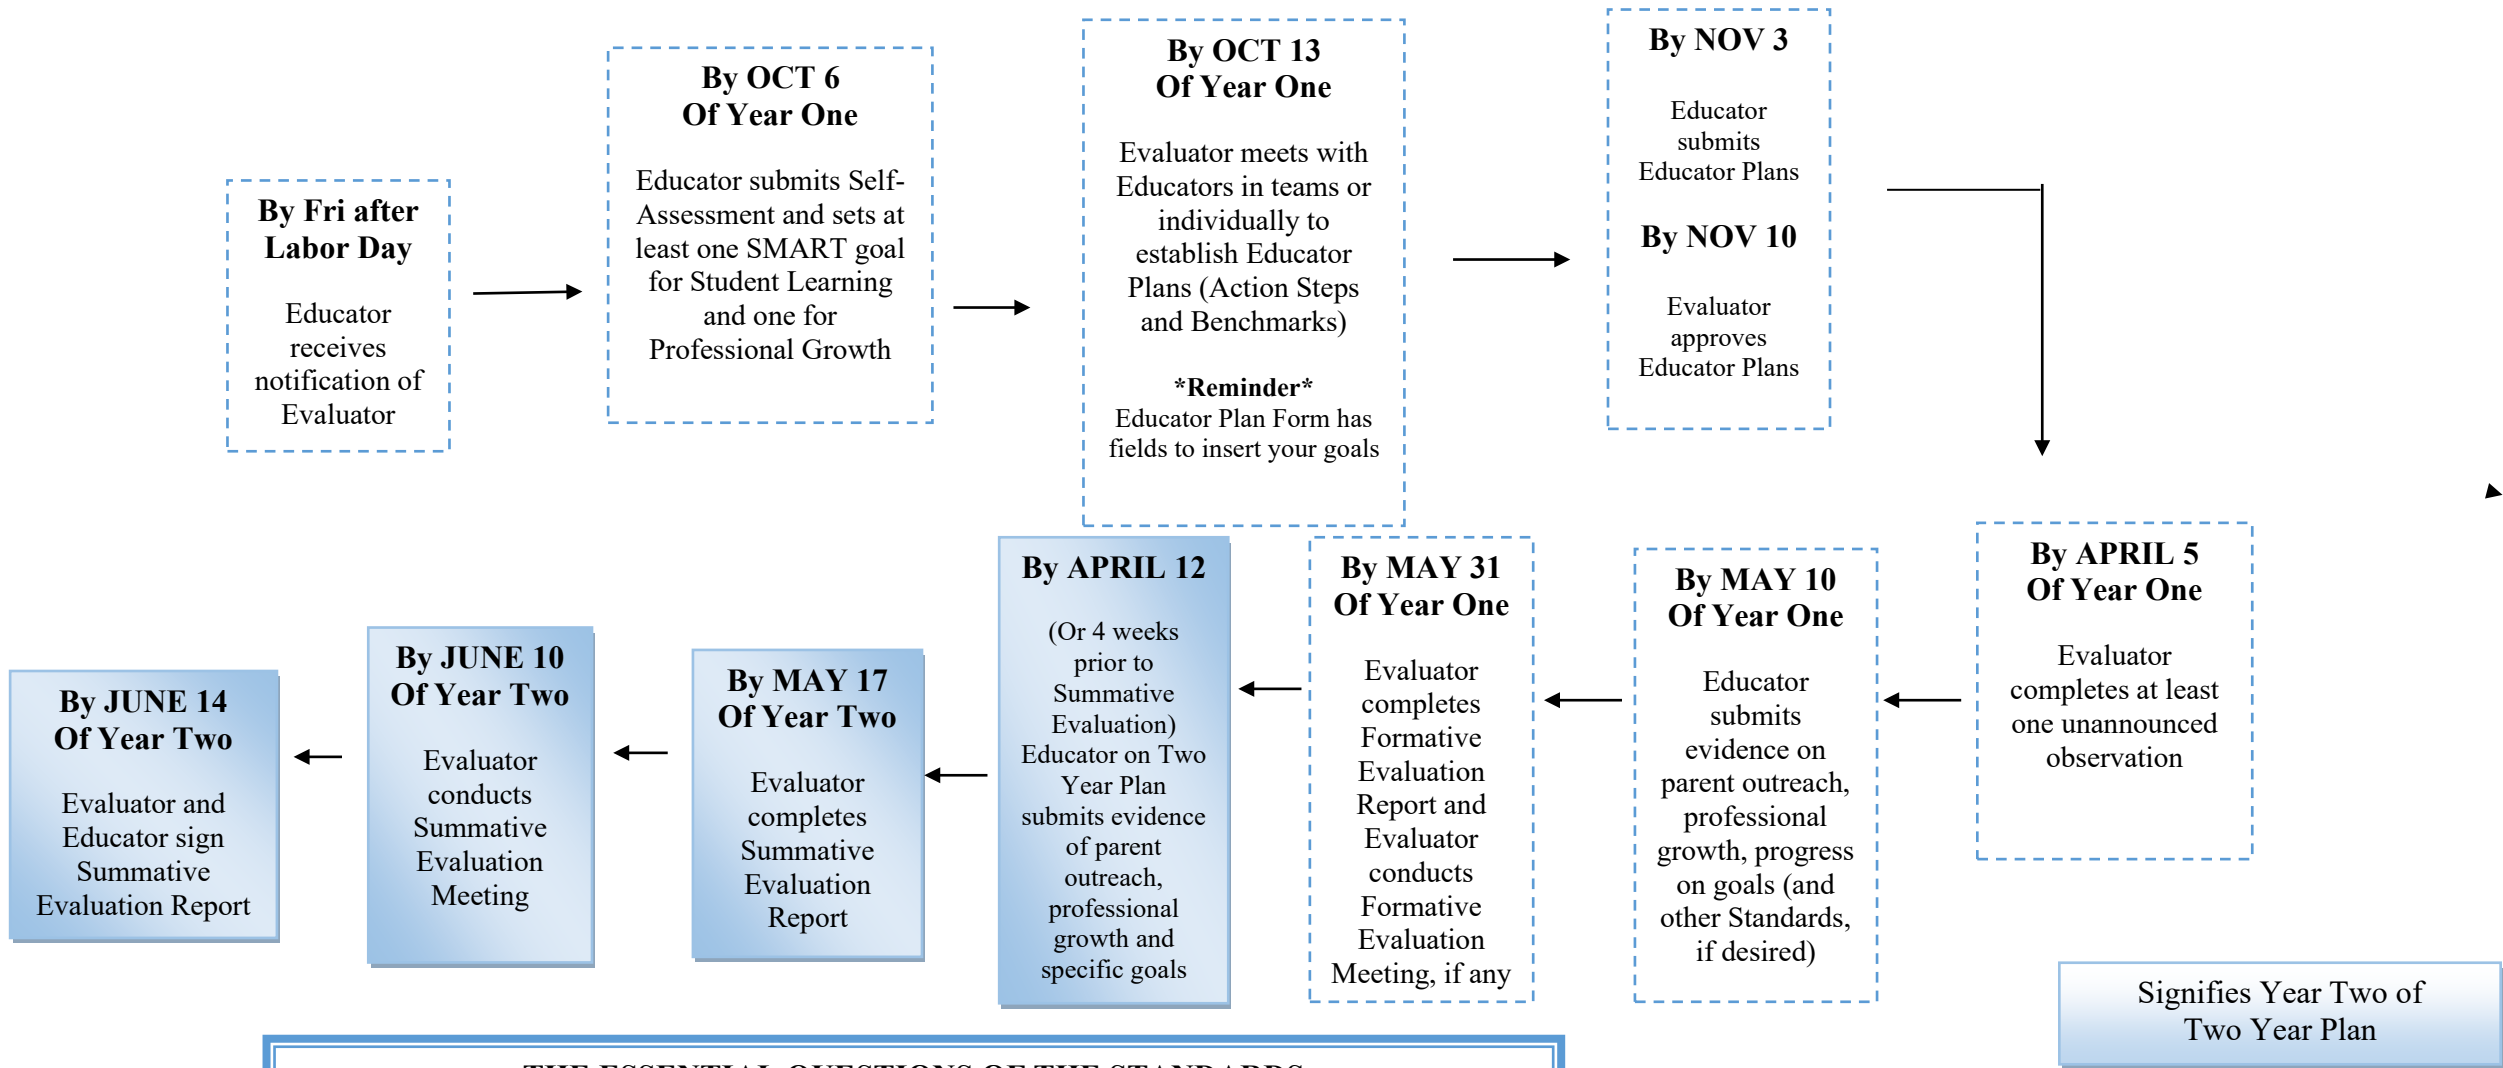 By Fri after
Labor Day
Educator
receives
notification of
Evaluator
By OCT 6
Of Year One
Educator submits Self-
Assessment and sets at
least one SMART goal
for Student Learning
and one for
Professional Growth
By OCT 13
Of Year One
Evaluator meets with
Educators in teams or
individually to
establish Educator
Plans (Action Steps
and Benchmarks)
*Reminder*
Educator Plan Form has
fields to insert your goals
By NOV 3
Educator
submits
Educator Plans
By NOV 10
Evaluator
approves
Educator Plans
By APRIL 5
Of Year One
Evaluator
completes at least
one unannounced
observation
By MAY 10
Of Year One
Educator
submits
evidence on
parent outreach,
professional
growth, progress
on goals (and
other Standards,
if desired)
By MAY 31
Of Year One
Evaluator
completes
Formative
Evaluation
Report and
Evaluator
conducts
Formative
Evaluation
Meeting, if any
By APRIL 12
(Or 4 weeks
prior to
Summative
Evaluation)
Educator on Two
Year Plan
submits evidence
of parent
outreach,
professional
growth and
specific goals
By MAY 17
Of Year Two
Evaluator
completes
Summative
Evaluation
Report
By JUNE 10
Of Year Two
Evaluator
conducts
Summative
Evaluation
Meeting
By JUNE 14
Of Year Two
Evaluator and
Educator sign
Summative
Evaluation Report
Signifies Year Two of
Two Year Plan
THE ESSENTIAL QUESTIONS OF THE STANDARDS